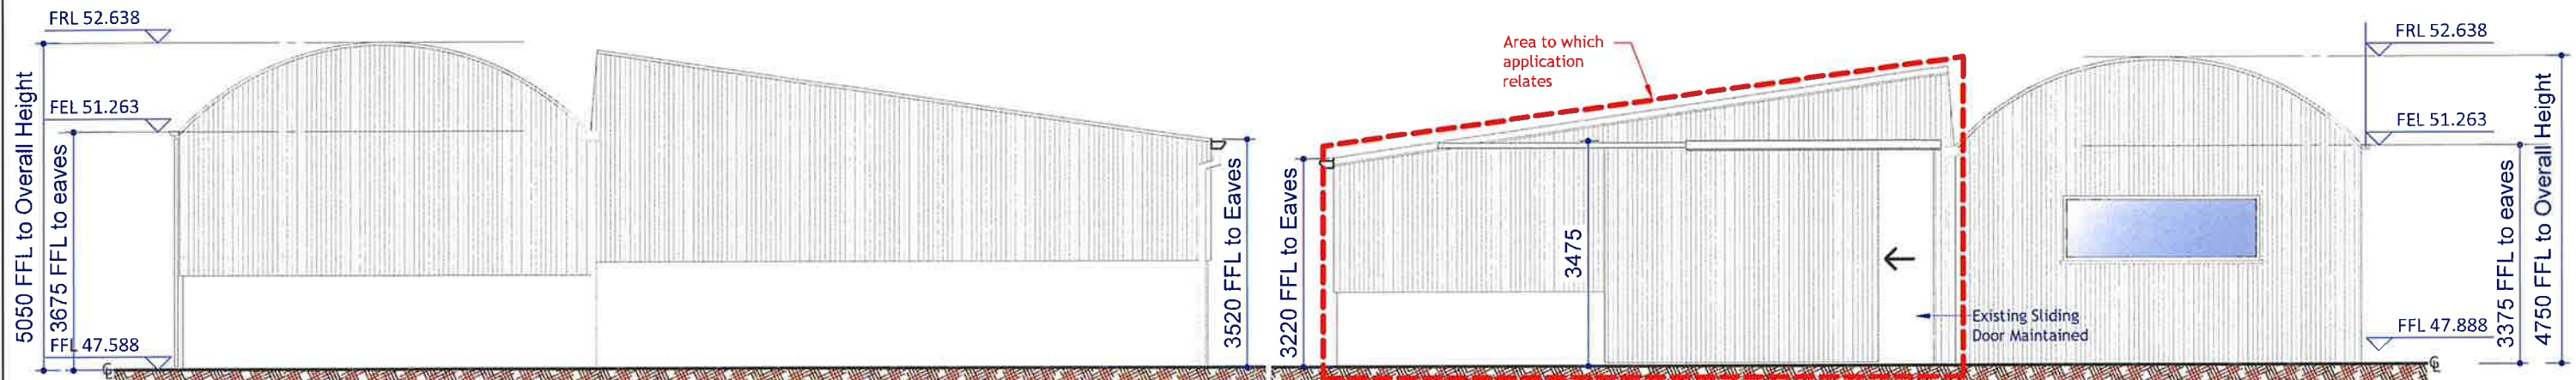 FRL 52.638
FEL 51.263
5050 FFL to Overall Height
3675 FFL to eaves
FFL 47.588
3520 FFL to Eaves
3220 FFL to Eaves
Area to which
application
relates
3475
Existing Sliding
Door Maintained
FRL 52.638
FEL 51.263
FFL 47.888
3375 FFL to eaves
4750 FFL to Overall Height